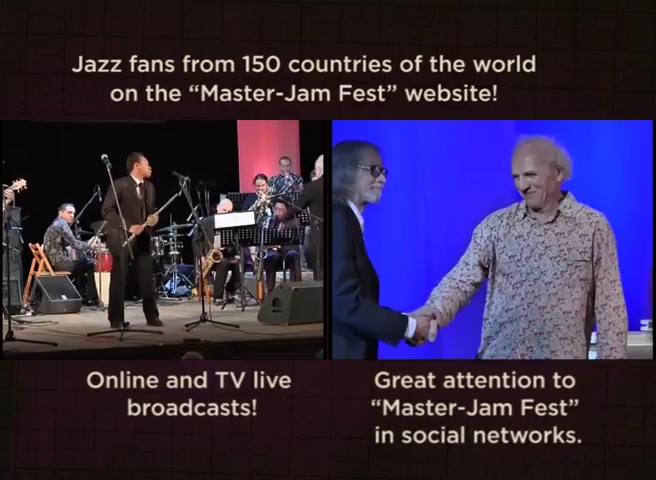 Jazz fans from 150 countries of the world
on the “Master-Jam Fest” website!
Online and TV live
broadcasts!
Great attention to
“Master-Jam Fest”
in social networks.